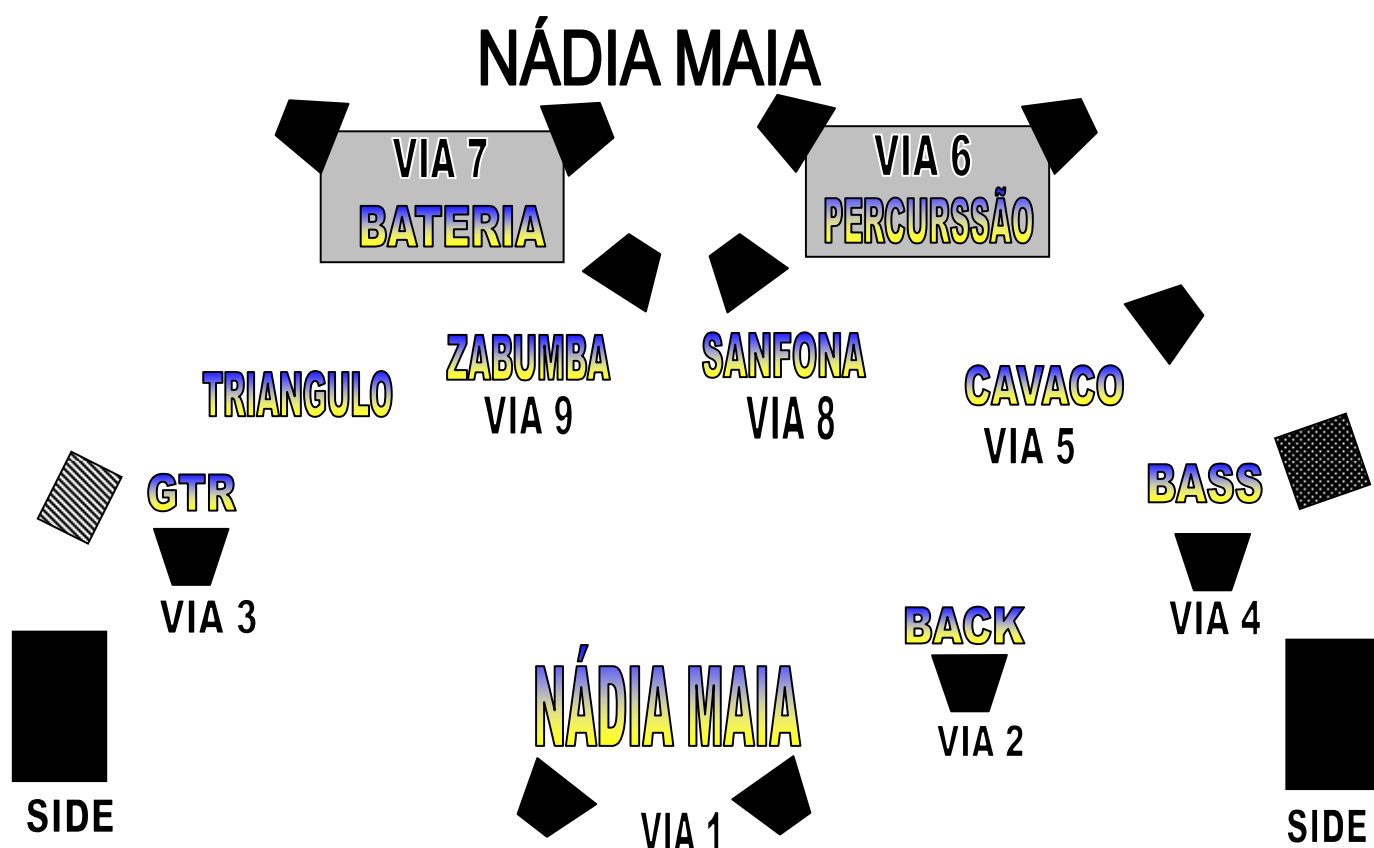 NÁDIA MAIA
VIA 7
BATERIA
VIA 6
PERCURSSÃO
ZABUMBA
VIA 9
SANFONA
VIA 8
TRIANGULO
CAVACO
VIA 5
GTR
VIA 3
BASS
VIA 4
BACK
VIA 2
NÁDIA MAIA
VIA 1
SIDE
SIDE